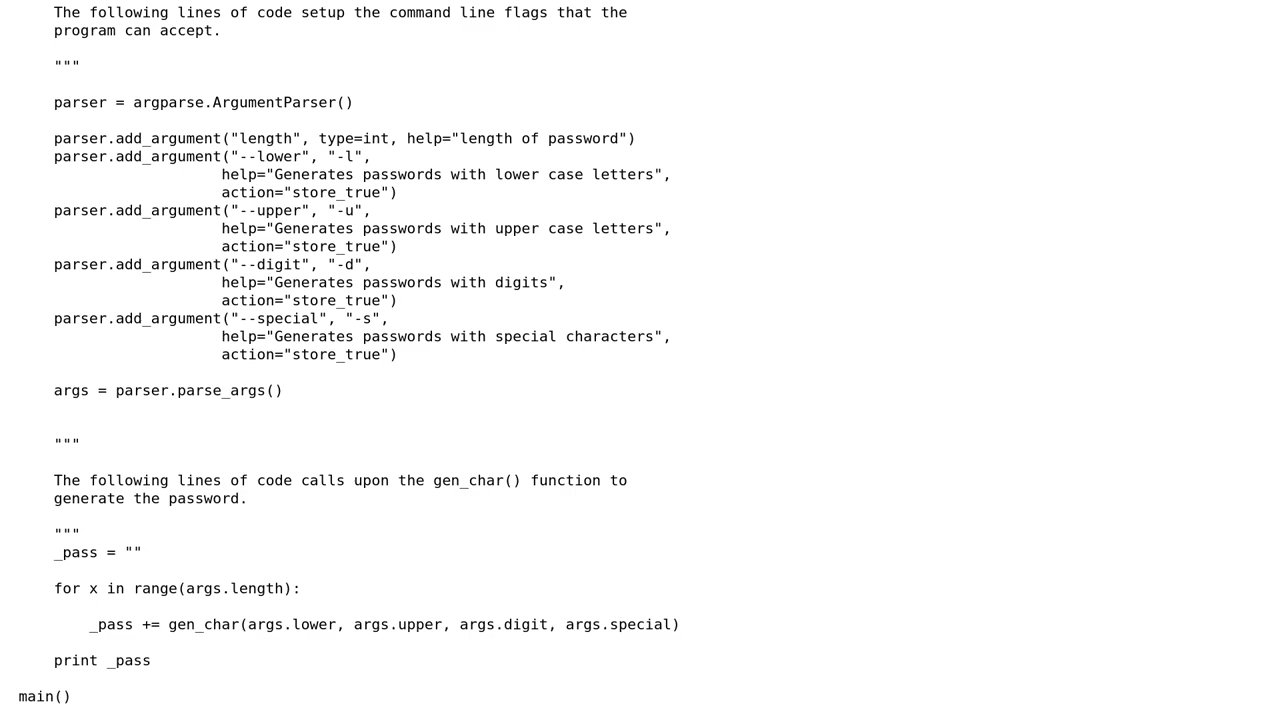 The following lines of code setup the command line flags that the
program can accept.
"""
parser = argparse.ArgumentParser()
parser.add_argument("length", type=int, help="length of password")
parser.add_argument("--lower", "-l",
help="Generates passwords with lower case letters",
action="store_true")
parser.add_argument("--upper", "-u",
help="Generates passwords with upper case letters",
action="store_true")
parser.add_argument("--digit", "-d",
help="Generates passwords with digits",
action="store_true")
parser.add_argument("--special", "-s",
help="Generates passwords with special characters",
action="store_true")
args = parser.parse_args()
"""
The following lines of code calls upon the gen_char() function to
generate the password.
"""
_pass = ""
for x in range(args.length):
_pass += gen_char(args.lower, args.upper, args.digit, args.special)
print _pass
main()